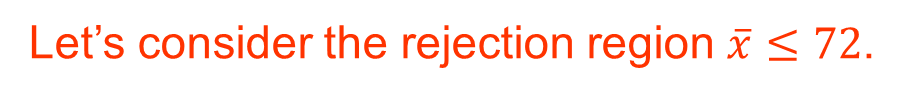 Let’s consider the rejection region x̄ ≤ 72.